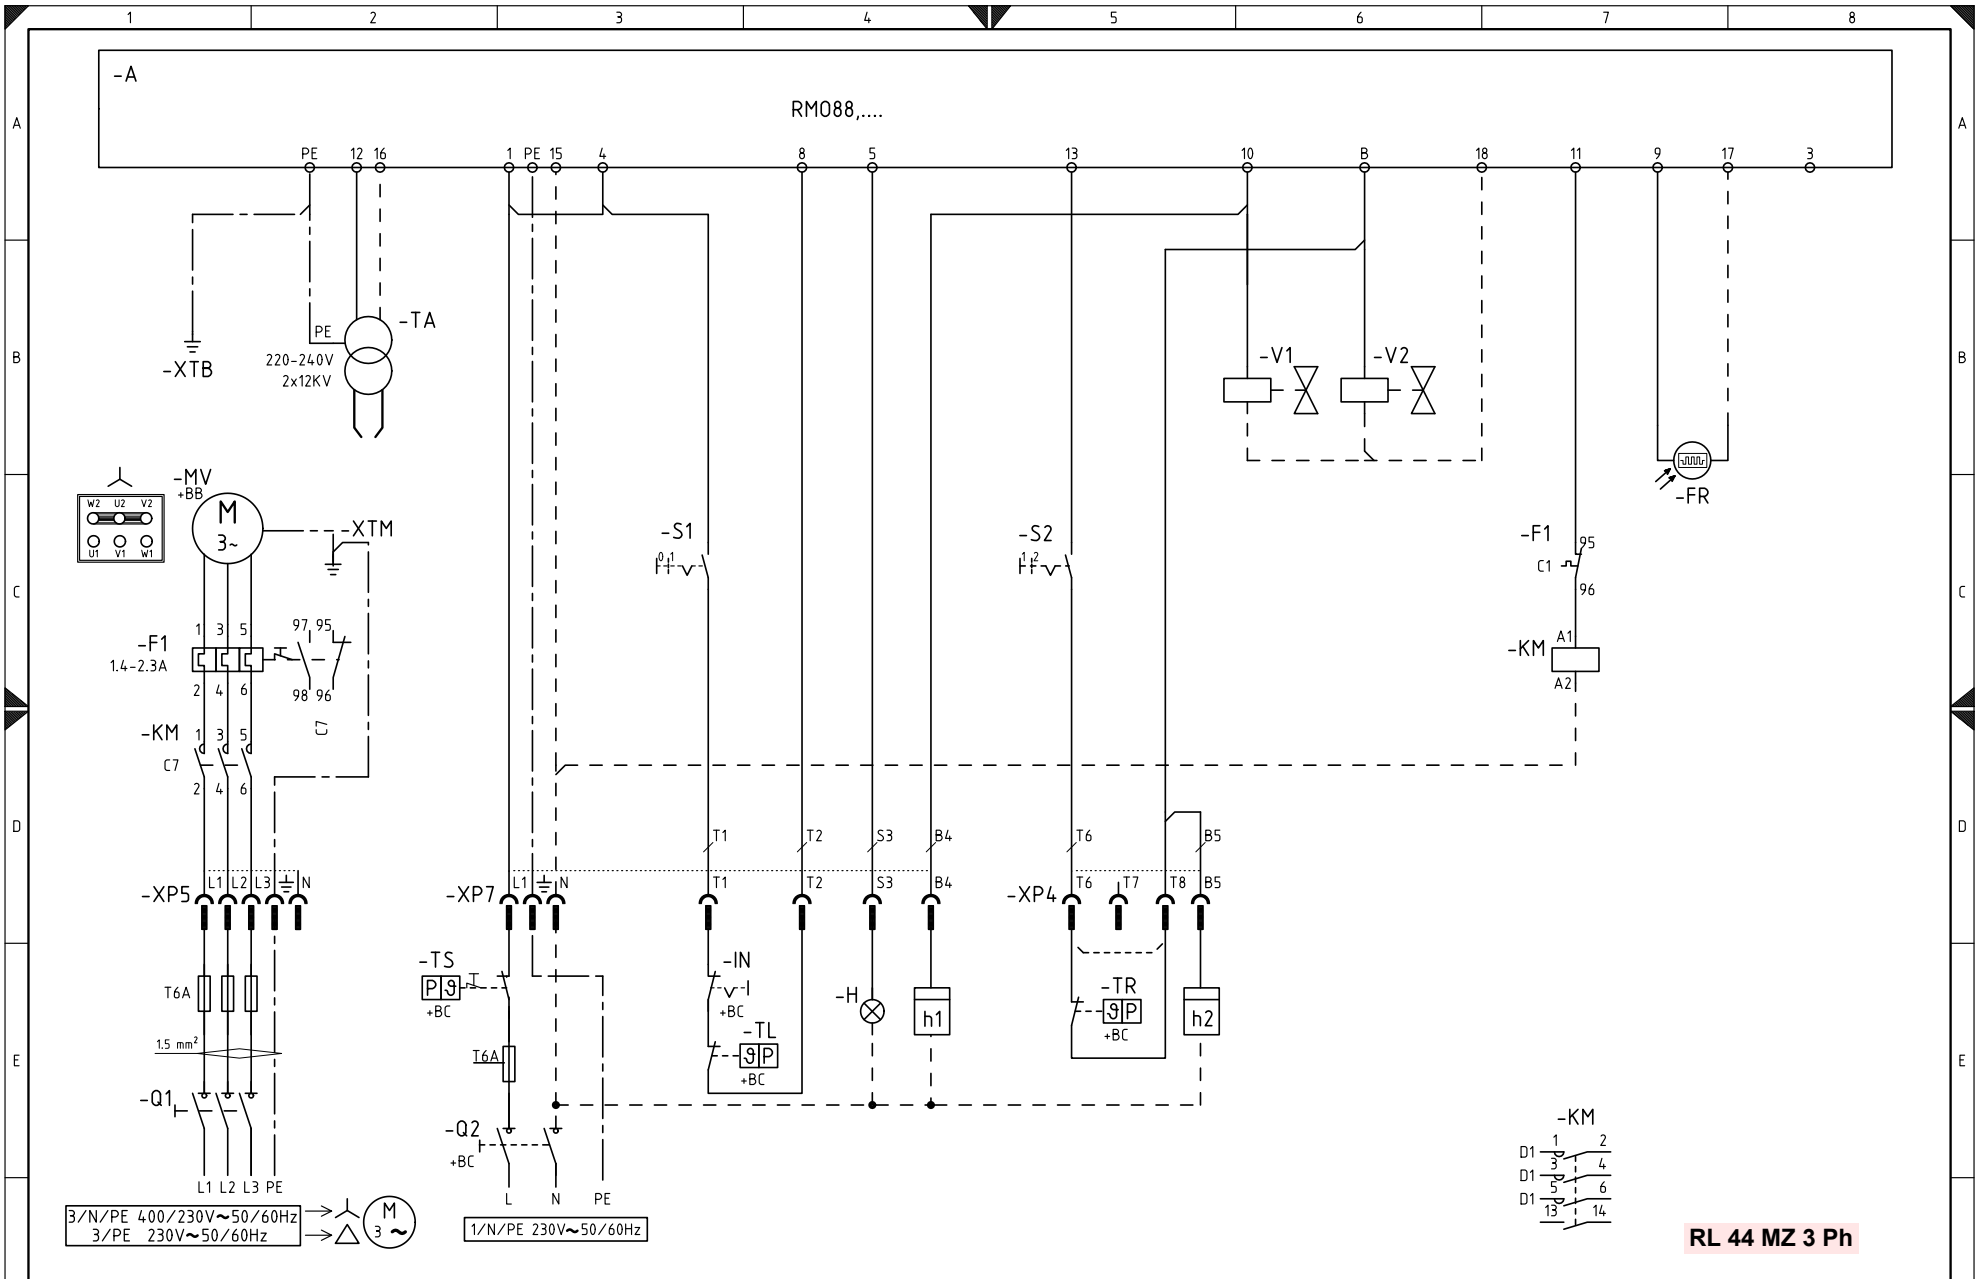 1 2 3 4 5 6 7 8
A A
-A
RMO88,....
PE 12 16 1 PE 15 4 8 5 13 10 B 18 11 9 17 3
B B
PE
-TA
220-240V
2x12KV
-XTB
-V1 -V2
-FR
-MV
+BB
W2 U2 V2
U1 V1 W1
M
3~
XTM
-S1
0 1
-S2
1 2
-F1
95
C1
96
C C
-F1
1.4-2.3A
1 3 5
2 4 6
97 95
98 96
C7
A1
-KM
A2
-KM
C7
1 3 5
2 4 6
D D
T1 T2 S3 B4 T6 B5
-XP5 L1 L2 L3 N
-XP7 L1 N T1 T2 S3 B4
-XP4 T6 T7 T8 B5
T6A
-TS
P ϑ
+BC
-IN
+BC
-TL
ϑ P
+BC
-H
h1
-TR
ϑ P
+BC
h2
1.5 mm²
T6A
E E
-Q1
-Q2
+BC
L1 L2 L3 PE
L N PE
-KM
D1 1 2
D1 3 4
D1 5 6
13 14
3/N/PE 400/230V~50/60Hz
3/PE 230V~50/60Hz
M
3 ~
1/N/PE 230V~50/60Hz
RL 44 MZ 3 Ph